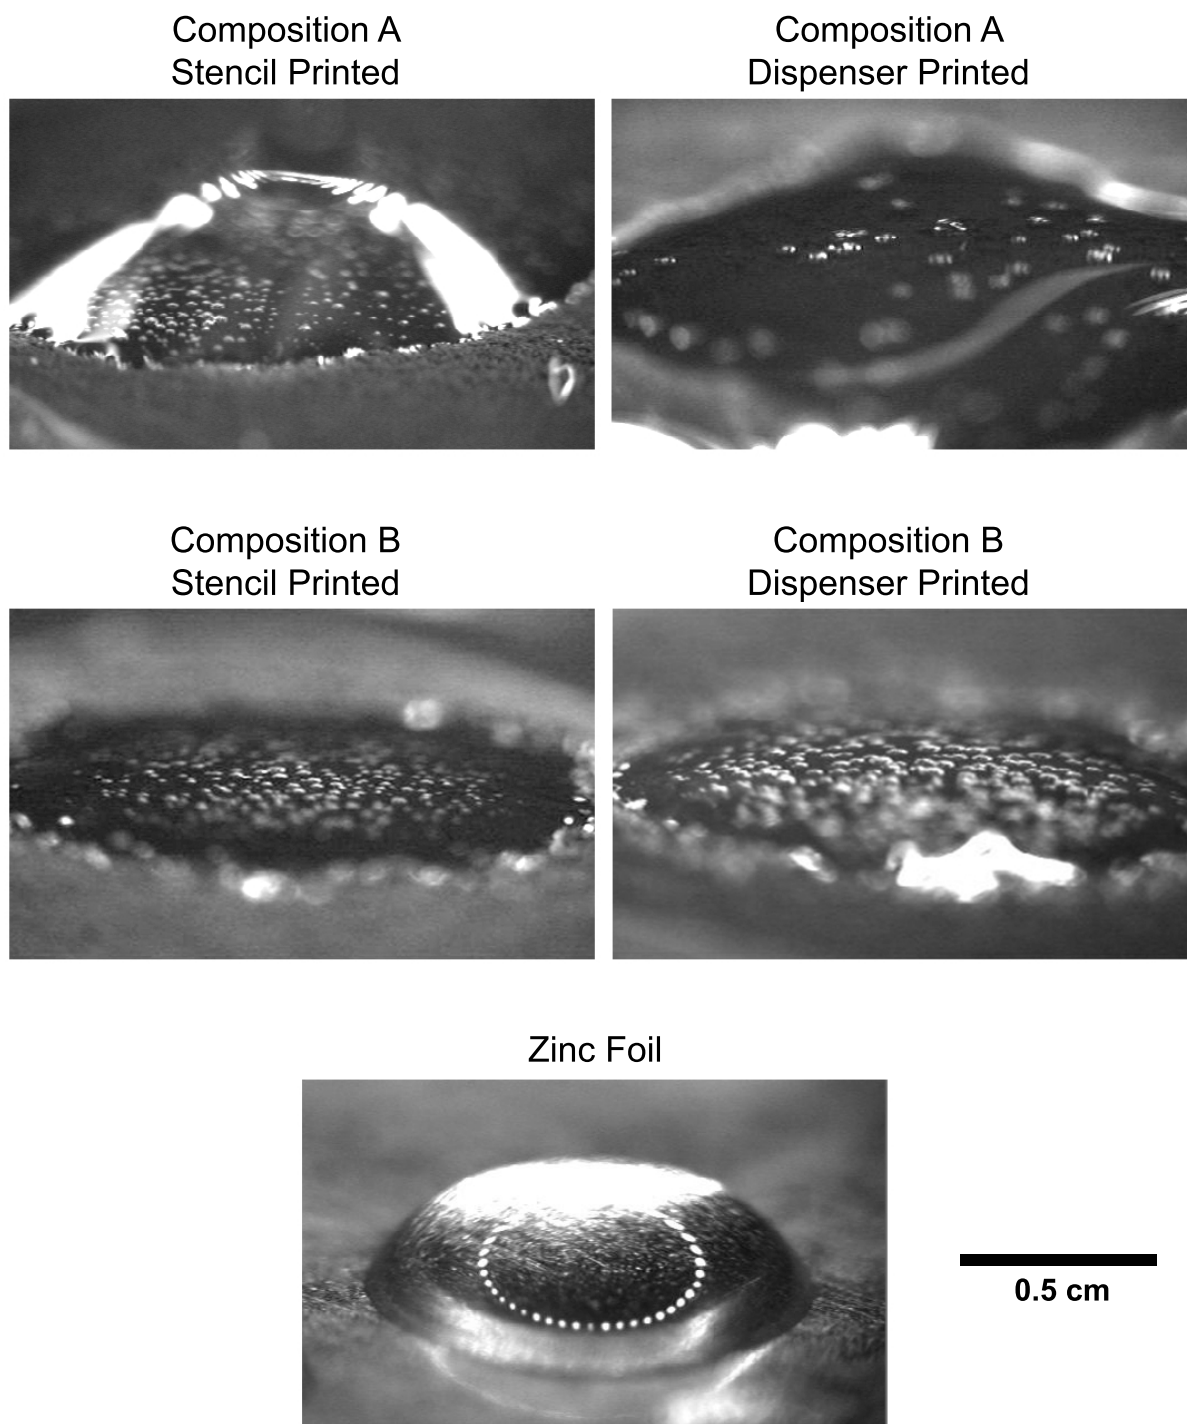 Composition A
Stencil Printed
Composition A
Dispenser Printed
Composition B
Stencil Printed
Composition B
Dispenser Printed
Zinc Foil
0.5 cm